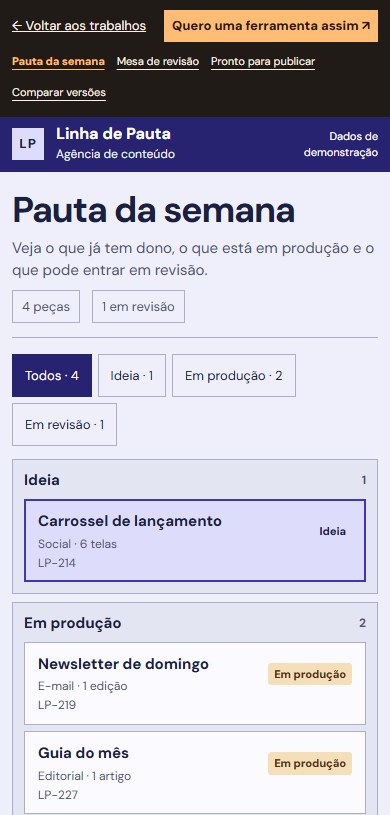 ← Voltar aos trabalhos
Quero uma ferramenta assim ↗
Pauta da semana
Mesa de revisão
Pronto para publicar
Comparar versões
LP
Linha de Pauta
Agência de conteúdo
Dados de
demonstração
Pauta da semana
Veja o que já tem dono, o que está em produção e o
que pode entrar em revisão.
4 peças
1 em revisão
Todos · 4
Ideia · 1
Em produção · 2
Em revisão · 1
Ideia
1
Carrossel de lançamento
Social · 6 telas
LP-214
Ideia
Em produção
2
Newsletter de domingo
E-mail · 1 edição
LP-219
Em produção
Guia do mês
Editorial · 1 artigo
LP-227
Em produção